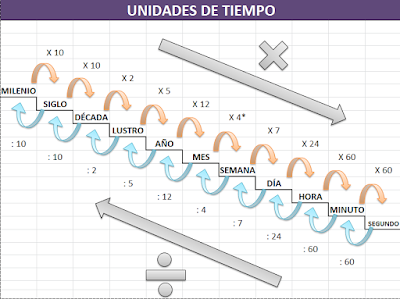 UNIDADES DE TIEMPO
X 10
MILENIO
: 10
X 10
SIGLO
: 10
X 2
DÉCADA
: 2
X 5
LUSTRO
: 5
X 12
AÑO
: 12
X 4*
MES
: 4
X 7
SEMANA
: 7
X 24
DÍA
: 24
X 60
HORA
: 60
X 60
MINUTO
: 60
SEGUNDO